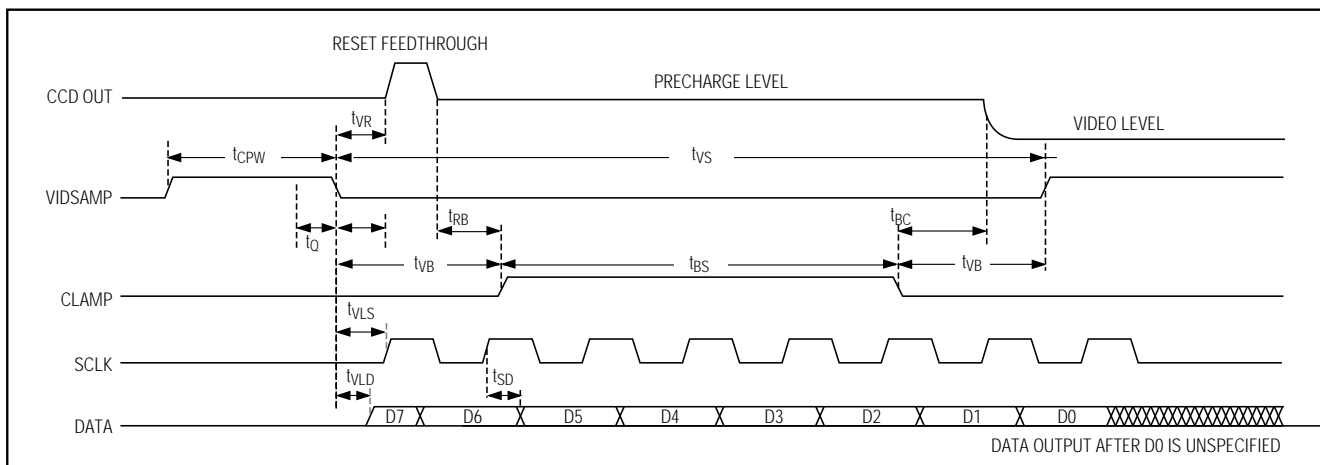 RESET FEEDTHROUGH
CCD OUT
PRECHARGE LEVEL
VIDEO LEVEL
tVR
tCPW
tVS
VIDSAMP
tRB
tBC
tQ
tVB
tBS
tVB
CLAMP
tVLS
SCLK
tVLD
tSD
DATA
D7 D6 D5 D4 D3 D2 D1 D0
DATA OUTPUT AFTER D0 IS UNSPECIFIED